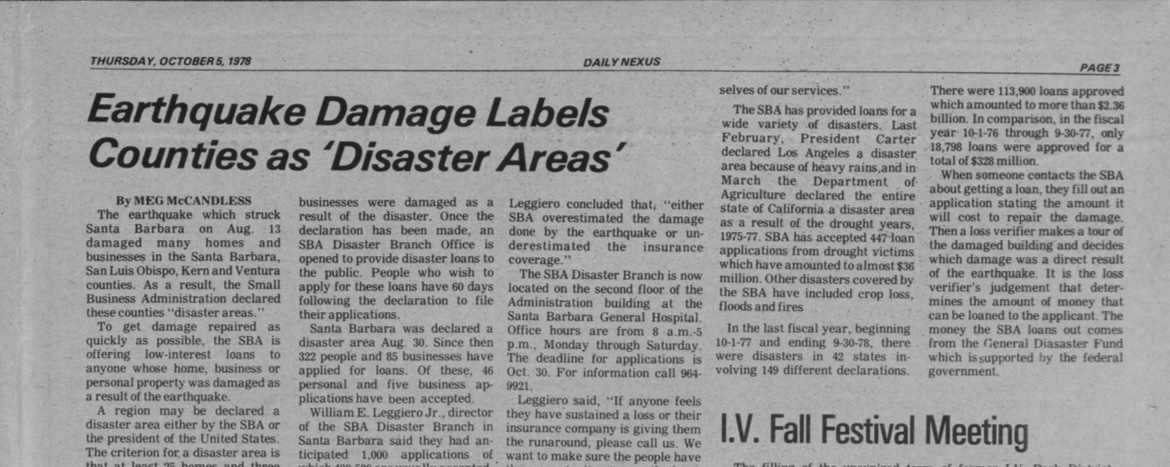 THURSDAY, OCTOBER 5, 1978
DAILY NEXUS
PAGE 3
Earthquake Damage Labels
Counties as 'Disaster Areas'
By MEG McCANDLESS
The earthquake which struck
Santa Barbara on Aug. 13
damaged many homes and
businesses in the Santa Barbara,
San Luis Obispo, Kern and Ventura
counties. As a result, the Small
Business Administration declared
these counties "disaster areas."
To get damage repaired as
quickly as possible, the SBA is
offering low-interest loans to
anyone whose home, business or
personal property was damaged as
a result of the earthquake.
A region may be declared a
disaster area either by the SBA or
the president of the United States.
The criterion for a disaster area is
that at least 25 homes and three
businesses were damaged as a
result of the disaster. Once the
declaration has been made, an
SBA Disaster Branch Office is
opened to provide disaster loans to
the public. People who wish to
apply for these loans have 60 days
following the declaration to file
their applications.
Santa Barbara was declared a
disaster area Aug. 30. Since then
322 people and 85 businesses have
applied for loans. Of these, 46
personal and five business ap-
plications have been accepted.
William E. Leggiero Jr., director
of the SBA Disaster Branch in
Santa Barbara said they had an-
ticipated 1,000 applications of
Leggiero concluded that, "either
SBA overestimated the damage
done by the earthquake or un-
derestimated the insurance
coverage."
The SBA Disaster Branch is now
located on the second floor of the
Administration building at the
Santa Barbara General Hospital.
Office hours are from 8 a.m.-5
p.m., Monday through Saturday.
The deadline for applications is
Oct. 30. For information call 964-
9921.
Leggiero said, "If anyone feels
they have sustained a loss or their
insurance company is giving them
the runaround, please call us. We
want to make sure the people have
selves of our services."
The SBA has provided loans for a
wide variety of disasters. Last
February, President Carter
declared Los Angeles a disaster
area because of heavy rains,and in
March the Department of
Agriculture declared the entire
state of California a disaster area
as a result of the drought years,
1975-77. SBA has accepted 447 loan
applications from drought victims
which have amounted to almost $36
million. Other disasters covered by
the SBA have included crop loss,
floods and fires
In the last fiscal year, beginning
10-1-77 and ending 9-30-78, there
were disasters in 42 states in-
volving 149 different declarations.
There were 113,900 loans approved
which amounted to more than $2.36
billion. In comparison, in the fiscal
year 10-1-76 through 9-30-77, only
18,798 loans were approved for a
total of $328 million.
When someone contacts the SBA
about getting a loan, they fill out an
application stating the amount it
will cost to repair the damage.
Then a loss verifier makes a tour of
the damaged building and decides
which damage was a direct result
of the earthquake. It is the loss
verifier's judgement that deter-
mines the amount of money that
can be loaned to the applicant. The
money the SBA loans out comes
from the General Diasaster Fund
which is supported by the federal
government.
I.V. Fall Festival Meeting